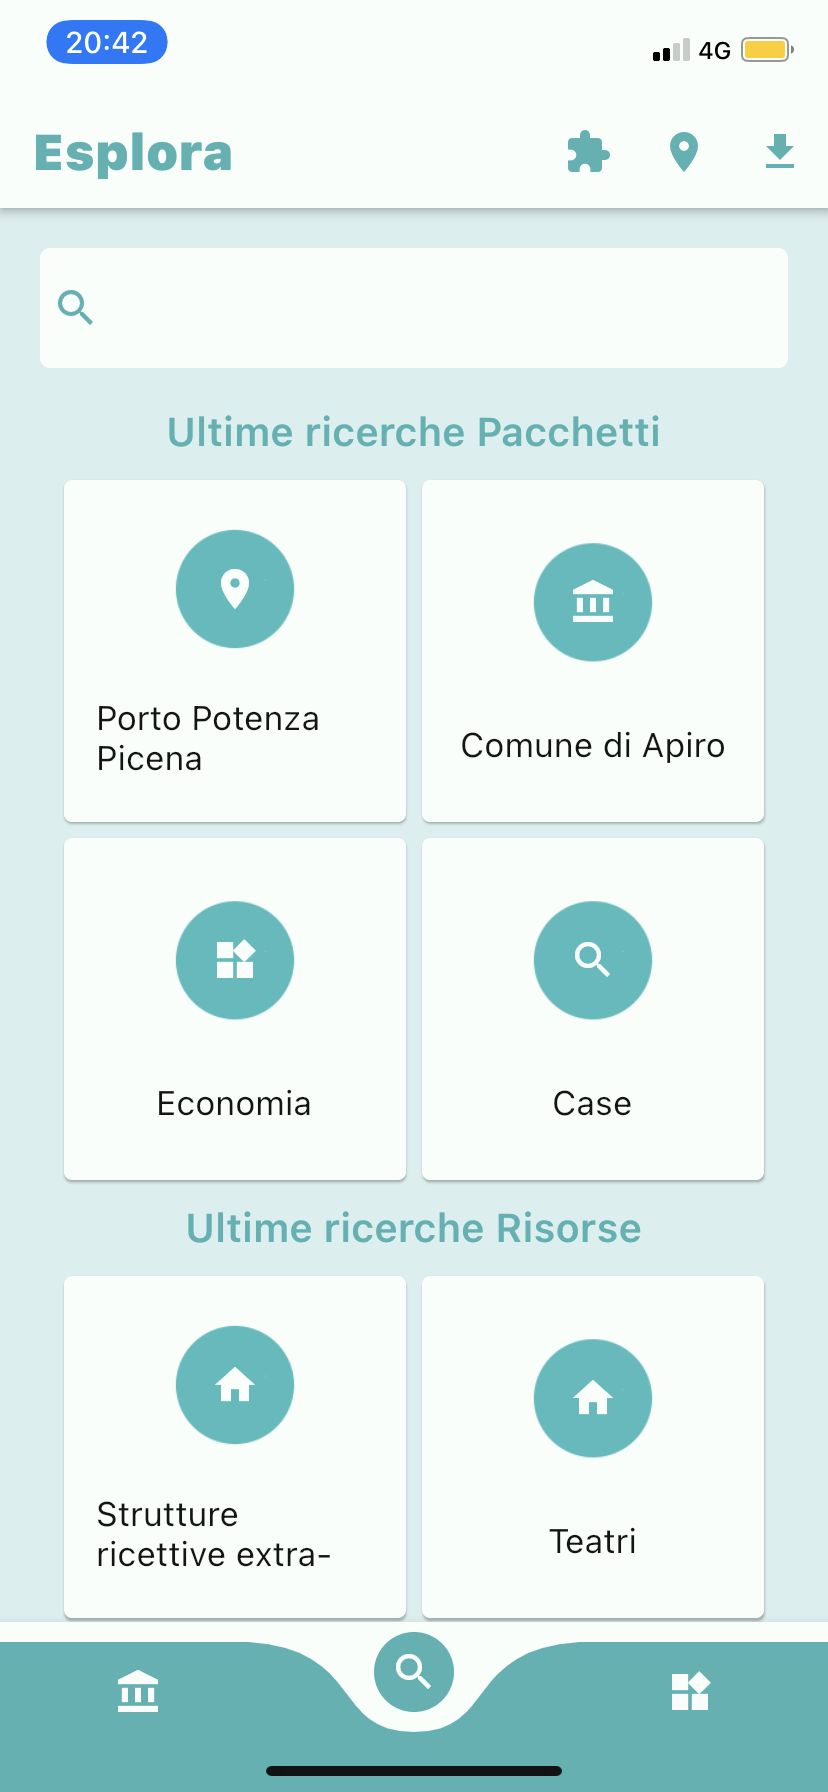 20:42
4G
Esplora
Ultime ricerche Pacchetti
Porto Potenza
Picena
Comune di Apiro
Economia
Case
Ultime ricerche Risorse
Strutture
ricettive extra-
Teatri